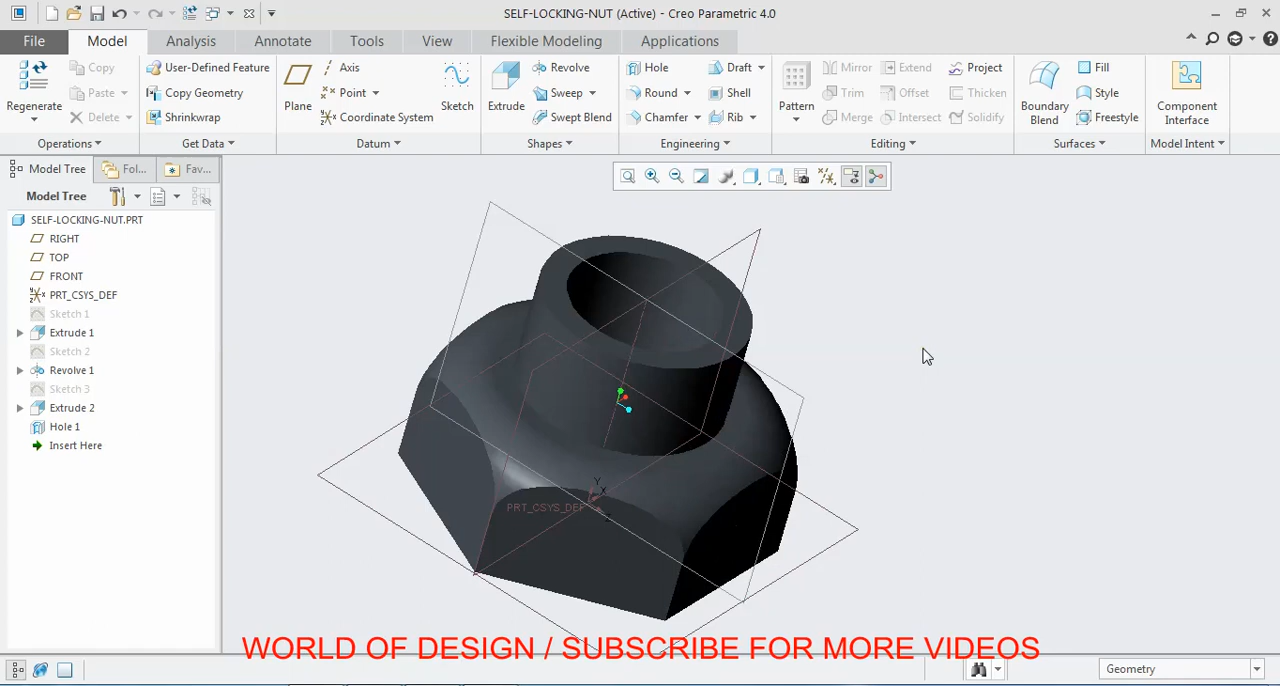 SELF-LOCKING-NUT (Active) - Creo Parametric 4.0
File Model Analysis Annotate Tools View Flexible Modeling Applications
Regenerate
Copy
Paste
Delete
Operations
User-Defined Feature
Copy Geometry
Shrinkwrap
Get Data
Plane
Axis
Point
Coordinate System
Sketch
Datum
Extrude
Revolve
Sweep
Swept Blend
Shapes
Hole
Round
Chamfer
Draft
Shell
Rib
Engineering
Pattern
Mirror
Trim
Merge
Extend
Offset
Intersect
Project
Thicken
Solidify
Editing
Boundary
Blend
Fill
Style
Freestyle
Surfaces
Component
Interface
Model Intent
Model Tree Fol... Fav...
Model Tree
SELF-LOCKING-NUT.PRT
RIGHT
TOP
FRONT
PRT_CSYS_DEF
Sketch 1
Extrude 1
Sketch 2
Revolve 1
Sketch 3
Extrude 2
Hole 1
Insert Here
Y
X
Z
PRT_CSYS_DEF
WORLD OF DESIGN / SUBSCRIBE FOR MORE VIDEOS
Geometry